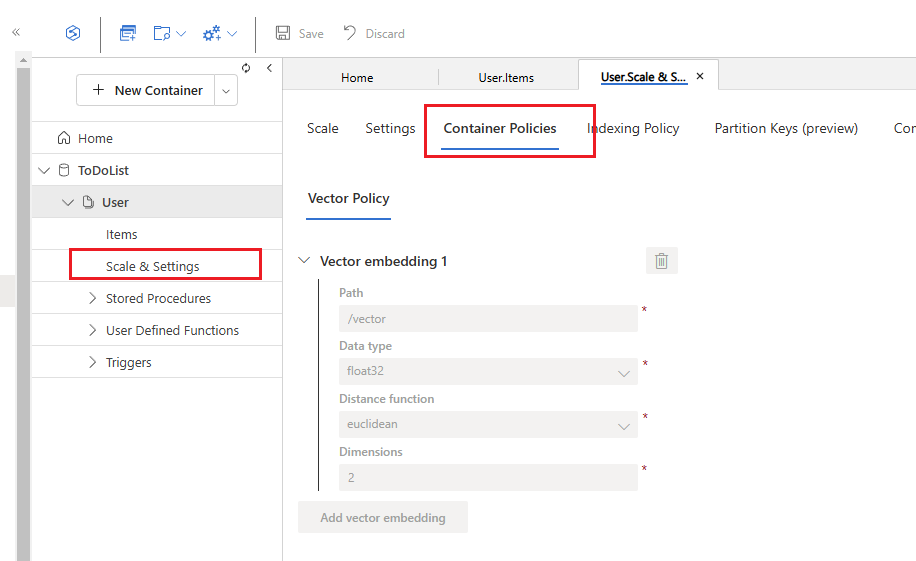 Save
Discard
New Container
Home
ToDoList
User
Items
Scale & Settings
Stored Procedures
User Defined Functions
Triggers
Home
User.Items
User.Scale & S...
Scale
Settings
Container Policies
Indexing Policy
Partition Keys (preview)
Cor
Vector Policy
Vector embedding 1
Path
/vector
*
Data type
float32
*
Distance function
euclidean
*
Dimensions
2
*
Add vector embedding